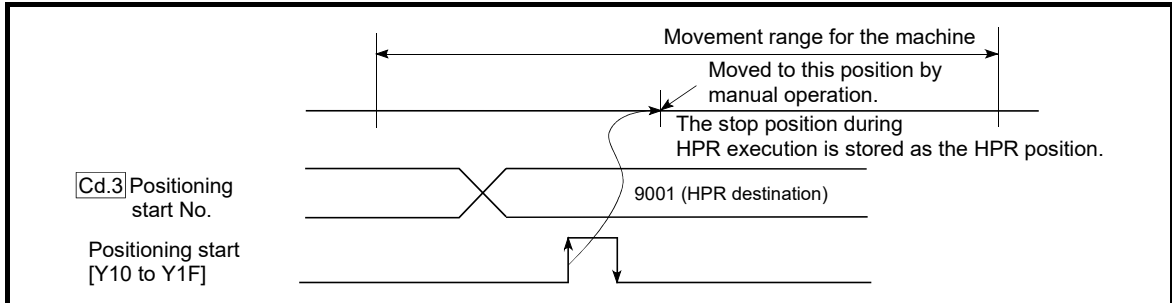 Movement range for the machine
Moved to this position by
manual operation.
The stop position during
HPR execution is stored as the HPR position.
Cd.3 Positioning
start No.
9001 (HPR destination)
Positioning start
[Y10 to Y1F]